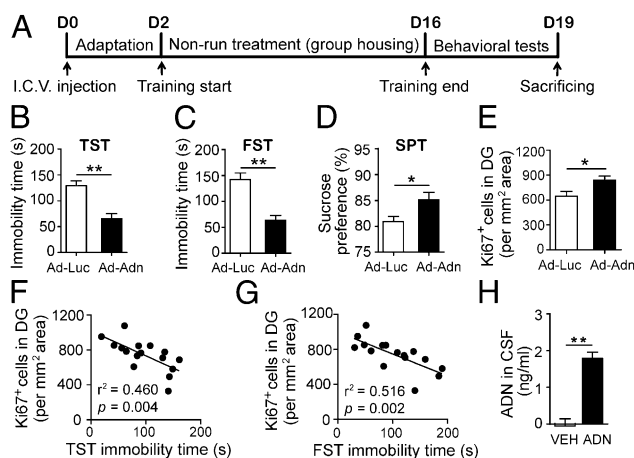 A
D0 D2 D16 D19
Adaptation Non-run treatment (group housing) Behavioral tests
I.C.V. injection Training start Training end Sacrificing
B
TST
Immobility time (s)
200
150
100
50
0
**
Ad-Luc Ad-Adn
C
FST
Immobility time (s)
200
150
100
50
0
**
Ad-Luc Ad-Adn
D
SPT
Sucrose
preference (%)
95
90
85
80
75
*
Ad-Luc Ad-Adn
E
Ki67+ cells in DG
(per mm2 area)
1200
900
600
300
0
*
Ad-Luc Ad-Adn
F
Ki67+ cells in DG
(per mm2 area)
1200
800
400
0
r2 = 0.460
p = 0.004
0 100 200
TST immobility time (s)
G
Ki67+ cells in DG
(per mm2 area)
1200
800
400
0
r2 = 0.516
p = 0.002
0 100 200
FST immobility time (s)
H
ADN in CSF
(ng/ml)
3
2
1
0
**
VEH ADN